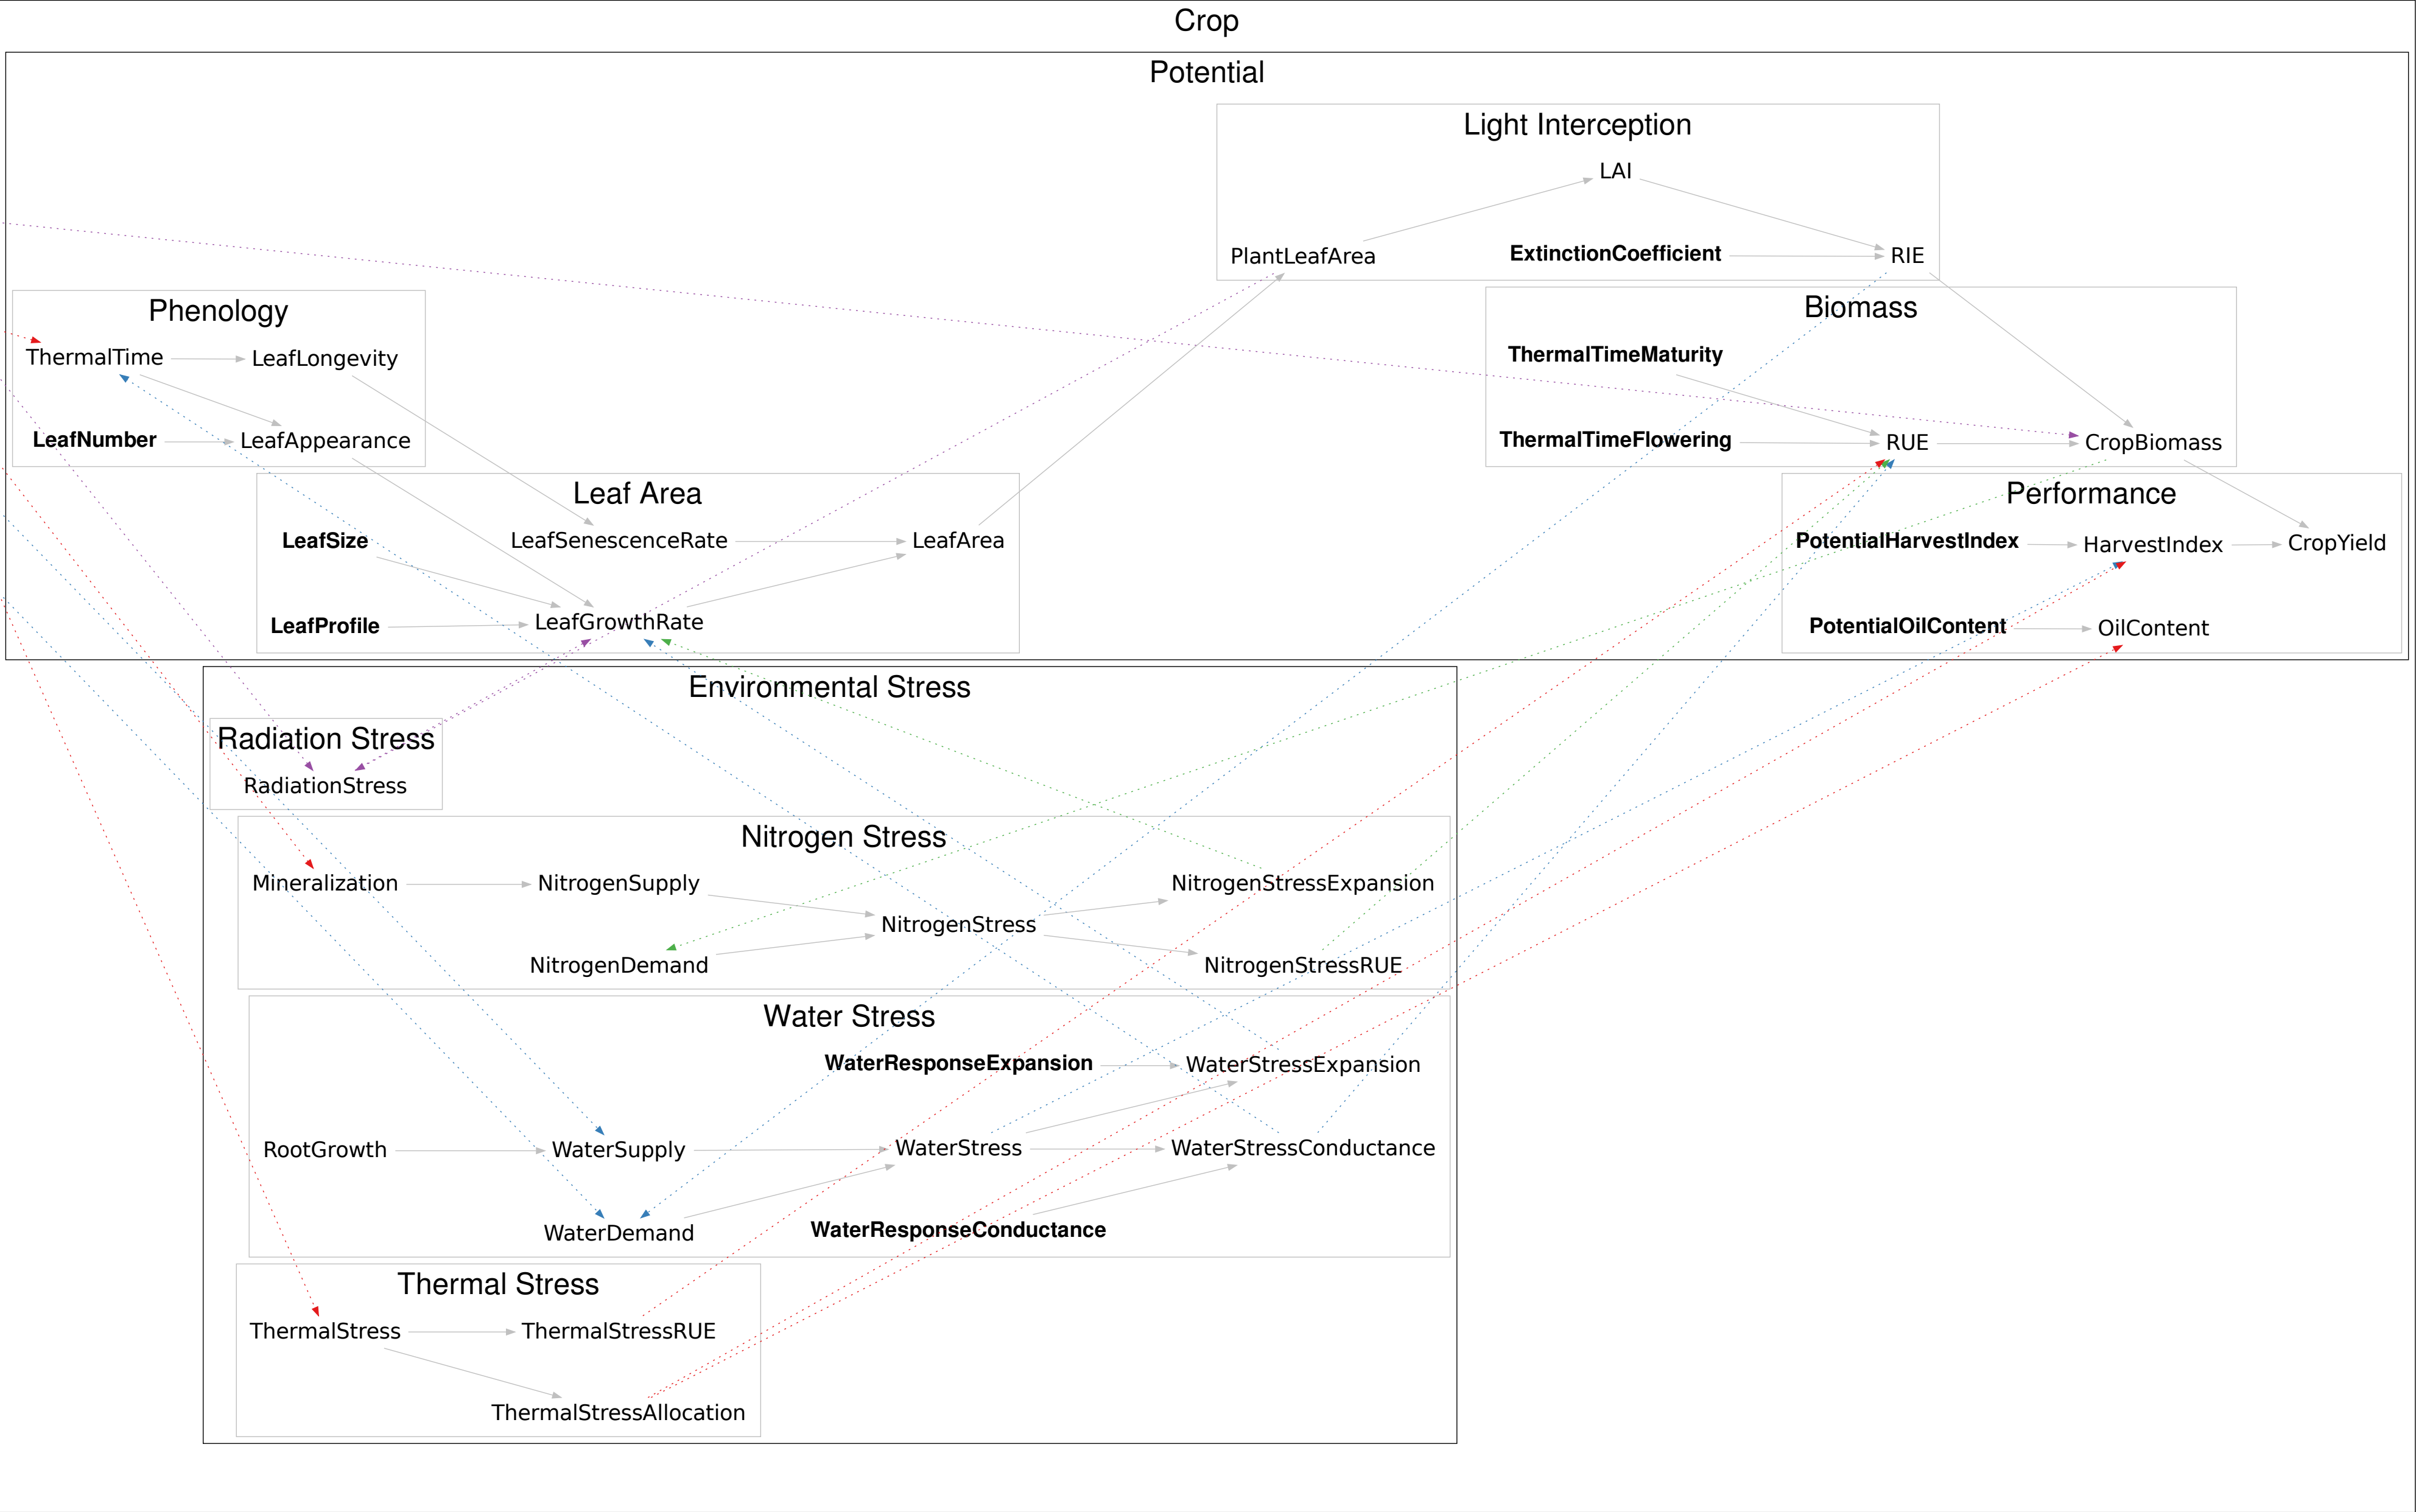 Crop
Potential
Light Interception
LAI
PlantLeafArea
ExtinctionCoefficient
RIE
Phenology
ThermalTime
LeafLongevity
LeafNumber
LeafAppearance
Biomass
ThermalTimeMaturity
ThermalTimeFlowering
RUE
CropBiomass
Leaf Area
LeafSize
LeafSenescenceRate
LeafArea
LeafProfile
LeafGrowthRate
Performance
PotentialHarvestIndex
HarvestIndex
CropYield
PotentialOilContent
OilContent
Environmental Stress
Radiation Stress
RadiationStress
Nitrogen Stress
Mineralization
NitrogenSupply
NitrogenStressExpansion
NitrogenStress
NitrogenDemand
NitrogenStressRUE
Water Stress
WaterResponseExpansion
WaterStressExpansion
RootGrowth
WaterSupply
WaterStress
WaterStressConductance
WaterDemand
WaterResponseConductance
Thermal Stress
ThermalStress
ThermalStressRUE
ThermalStressAllocation